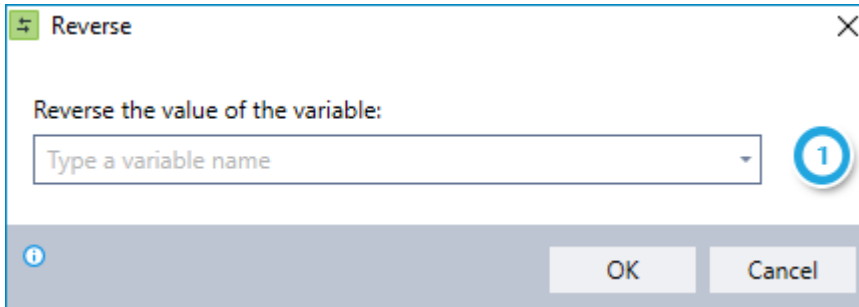 Reverse
Reverse the value of the variable:
Type a variable name
1
OK
Cancel